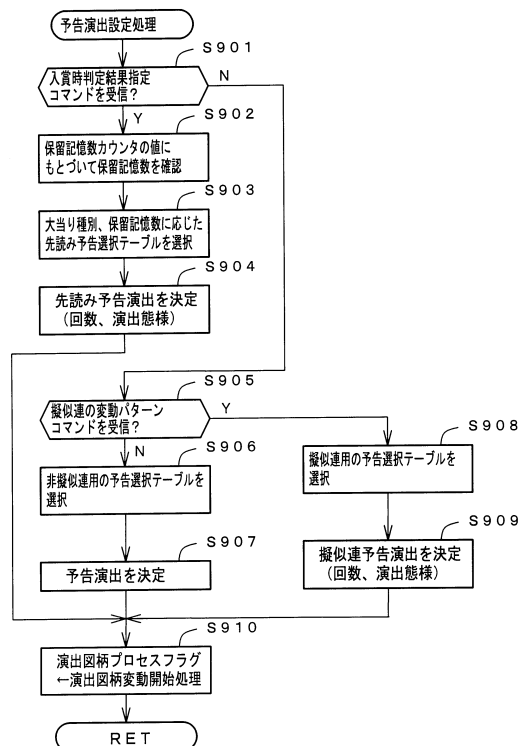 予告演出設定処理
S901
入賞時判定結果指定
コマンドを受信?
N
Y
S902
保留記憶数カウンタの値に
もとづいて保留記憶数を確認
S903
大当り種別、保留記憶数に応じた
先読み予告選択テーブルを選択
S904
先読み予告演出を決定
(回数、演出態様)
S905
擬似連の変動パターン
コマンドを受信?
Y
N
S906
非擬似連用の予告選択テーブルを
選択
S907
予告演出を決定
S908
擬似連用の予告選択テーブルを
選択
S909
擬似連予告演出を決定
(回数、演出態様)
S910
演出図柄プロセスフラグ
←演出図柄変動開始処理
RET